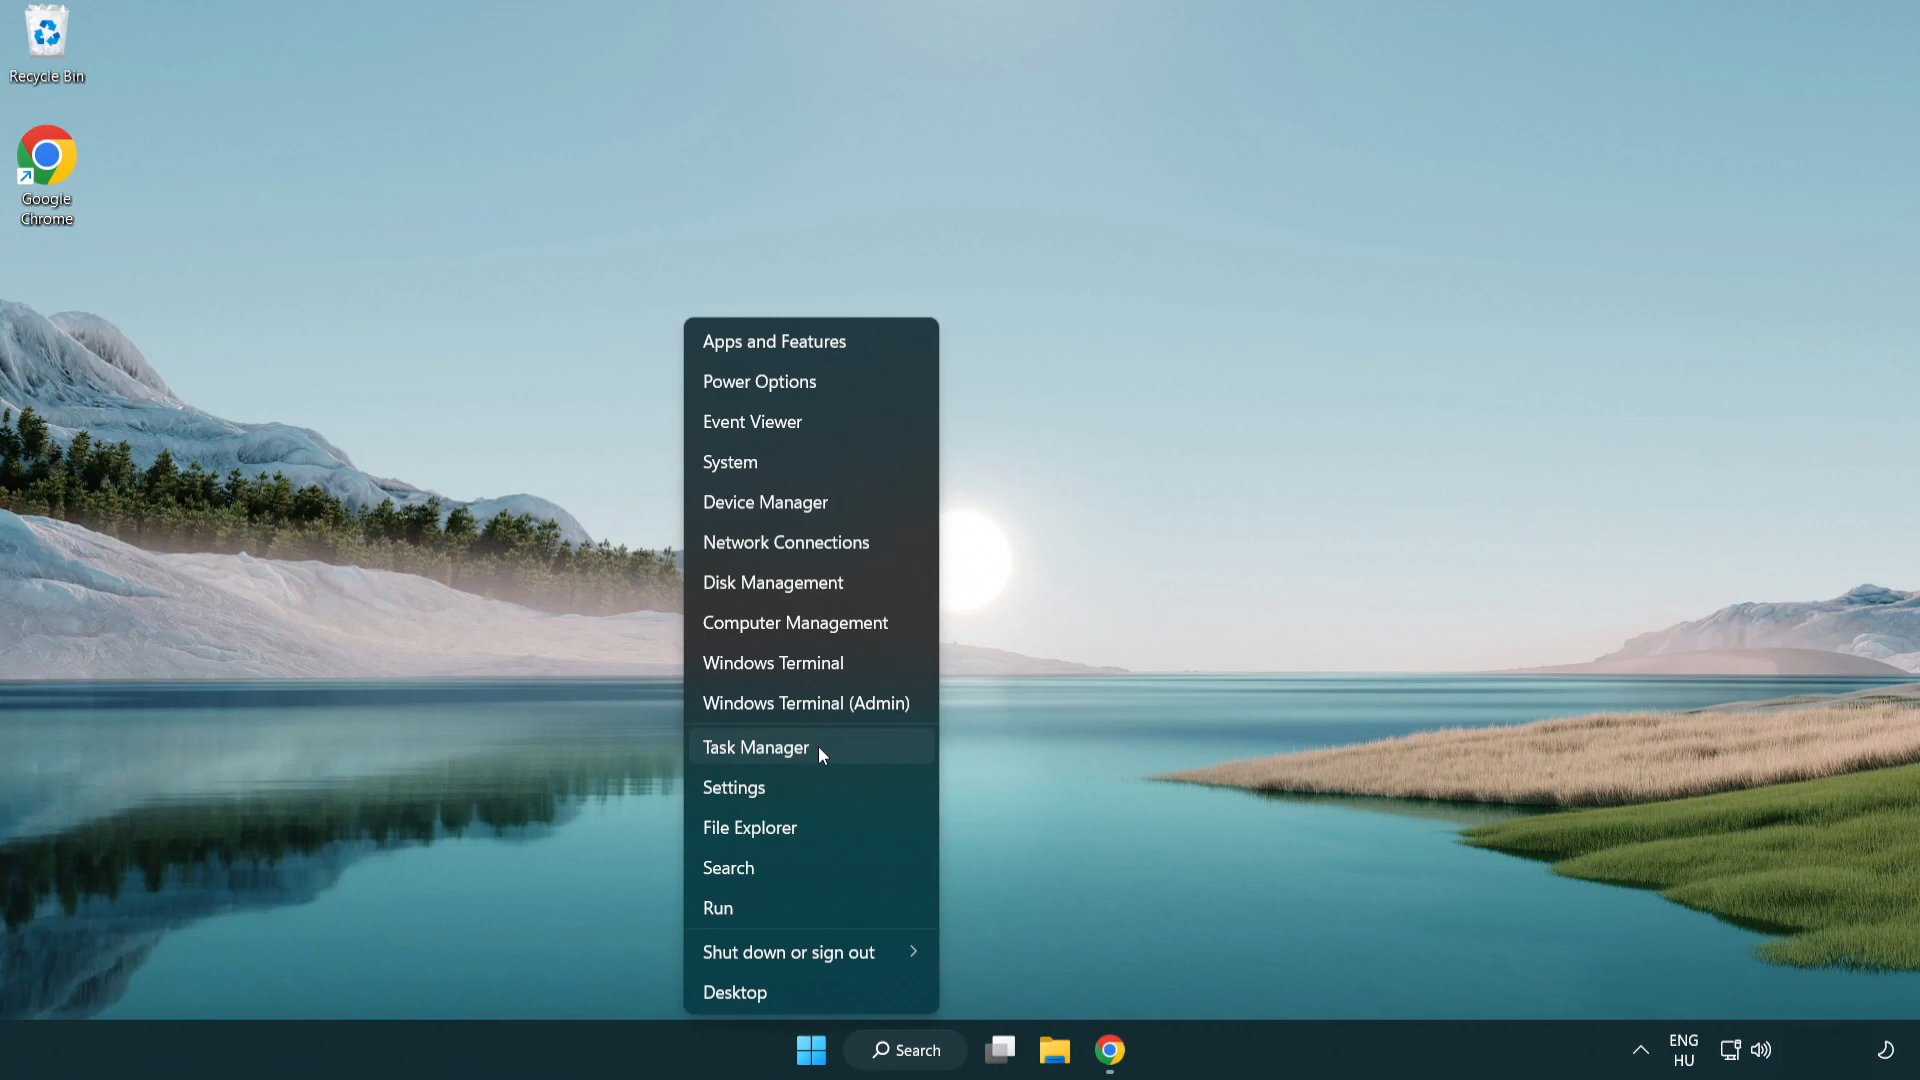 Recycle Bin
Google
Chrome
Apps and Features
Power Options
Event Viewer
System
Device Manager
Network Connections
Disk Management
Computer Management
Windows Terminal
Windows Terminal (Admin)
Task Manager
Settings
File Explorer
Search
Run
Shut down or sign out
Desktop
Search
ENG
HU